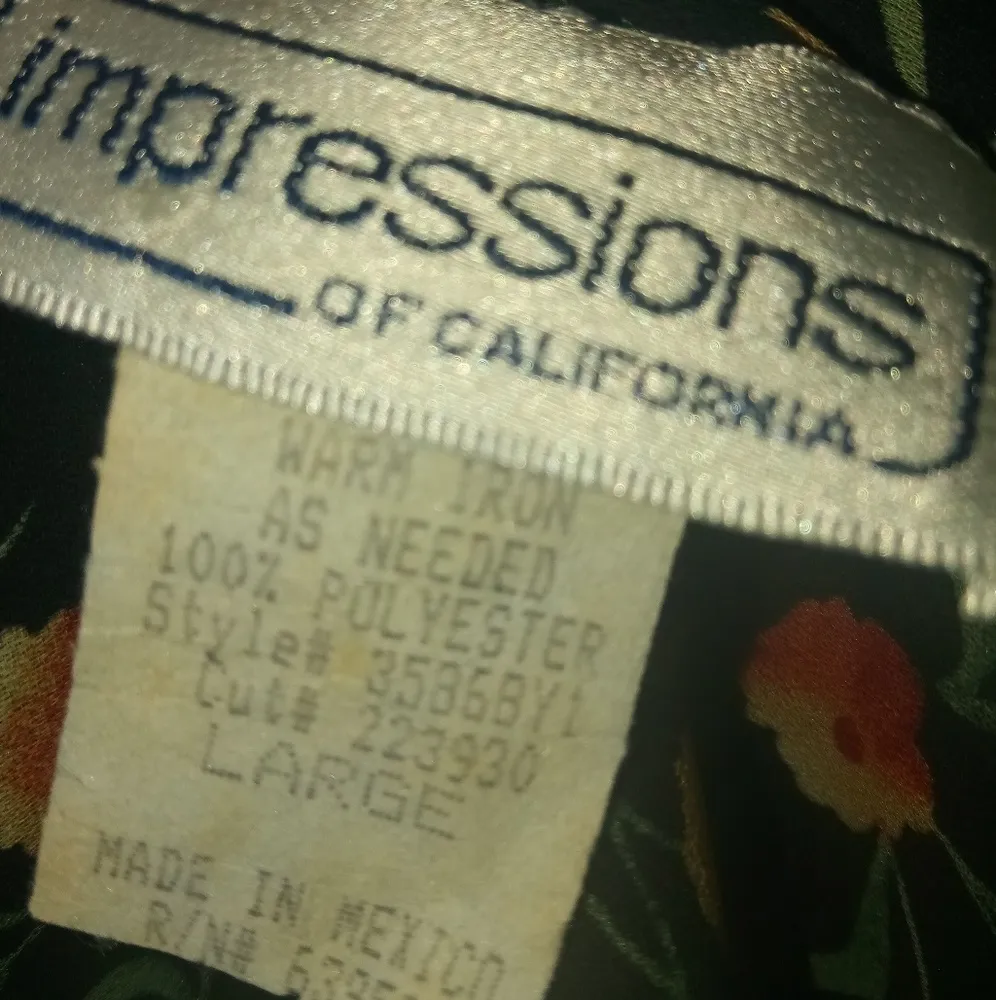 impressions
OF CALIFORNIA
WARM IRON
AS NEEDED
100% POLYESTER
Style# 3586BY1
Cut# 223930
LARGE
MADE IN MEXICO
R/N#